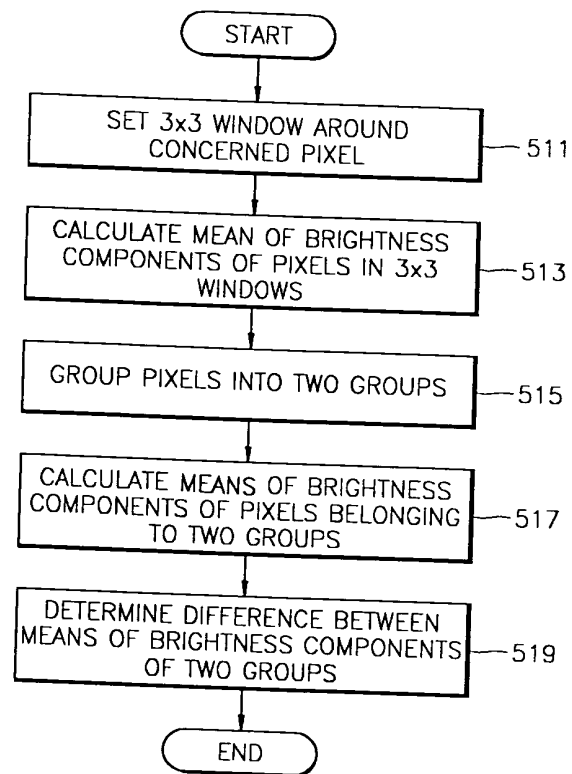 START
SET 3x3 WINDOW AROUND
CONCERNED PIXEL
511
CALCULATE MEAN OF BRIGHTNESS
COMPONENTS OF PIXELS IN 3x3
WINDOWS
513
GROUP PIXELS INTO TWO GROUPS
515
CALCULATE MEANS OF BRIGHTNESS
COMPONENTS OF PIXELS BELONGING
TO TWO GROUPS
517
DETERMINE DIFFERENCE BETWEEN
MEANS OF BRIGHTNESS COMPONENTS
OF TWO GROUPS
519
END